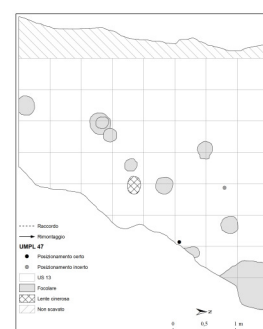 Raccordo
Rimontaggio
UMPL 47
Posizionamento certo
Posizionamento incerto
US 13
Focolare
Lente cinerosa
Non scavato
N
0 0,5 1 m